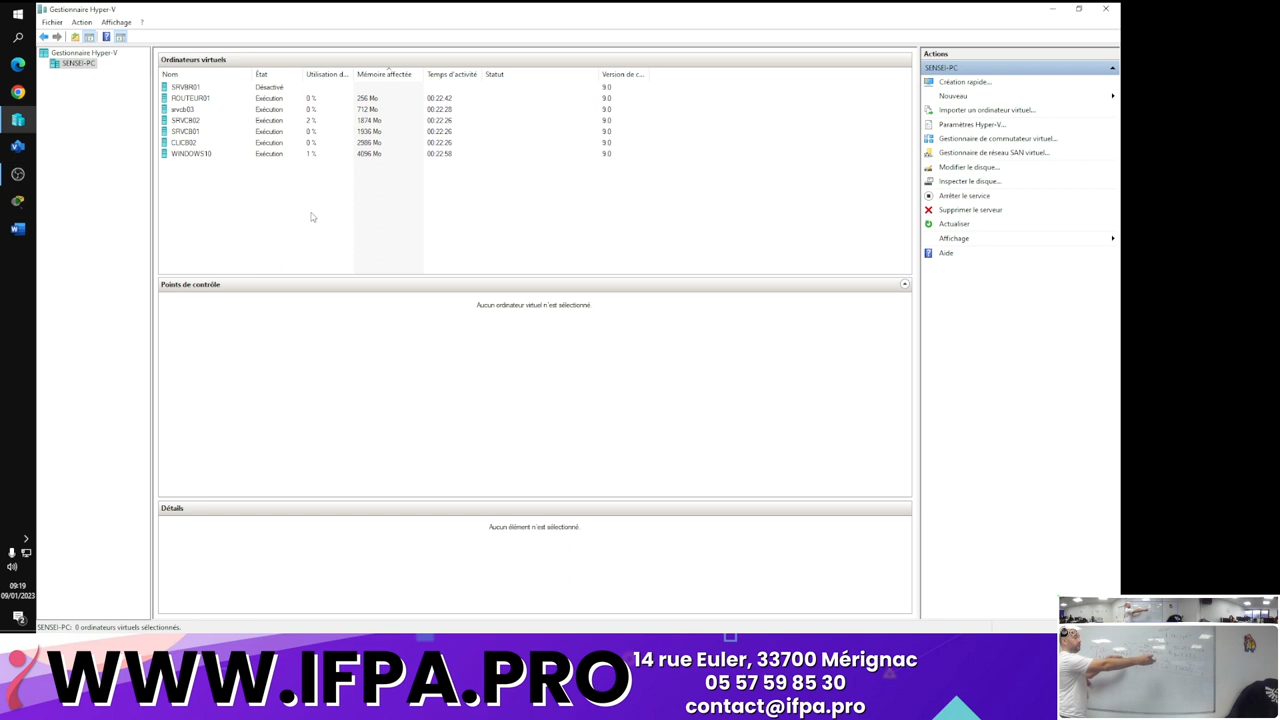 Gestionnaire Hyper-V
Fichier Action Affichage ?
Gestionnaire Hyper-V
SENSEI-PC
Ordinateurs virtuels
Nom État Utilisation d... Mémoire affectée Temps d'activité Statut Version de c...
SRVBR01 Désactivé 9.0
ROUTEUR01 Exécution 0 % 256 Mo 00:22:42 9.0
srvcb03 Exécution 0 % 712 Mo 00:22:28 9.0
SRVCB02 Exécution 2 % 1874 Mo 00:22:26 9.0
SRVCB01 Exécution 0 % 1936 Mo 00:22:26 9.0
CLICB02 Exécution 0 % 2986 Mo 00:22:26 9.0
WINDOWS10 Exécution 1 % 4096 Mo 00:22:58 9.0
Points de contrôle
Aucun ordinateur virtuel n'est sélectionné.
Détails
Aucun élément n'est sélectionné.
Actions
SENSEI-PC
Création rapide...
Nouveau
Importer un ordinateur virtuel...
Paramètres Hyper-V...
Gestionnaire de commutateur virtuel...
Gestionnaire de réseau SAN virtuel...
Modifier le disque...
Inspecter le disque...
Arrêter le service
Supprimer le serveur
Actualiser
Affichage
Aide
09:19
09/01/2023
2
SENSEI-PC: 0 ordinateurs virtuels sélectionnés.
WWW.IFPA.PRO
14 rue Euler, 33700 Mérignac
05 57 59 85 30
contact@ifpa.pro